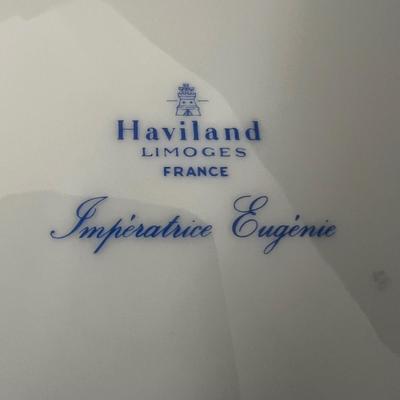 Haviland
LIMOGES
FRANCE
Impératrice Eugénie